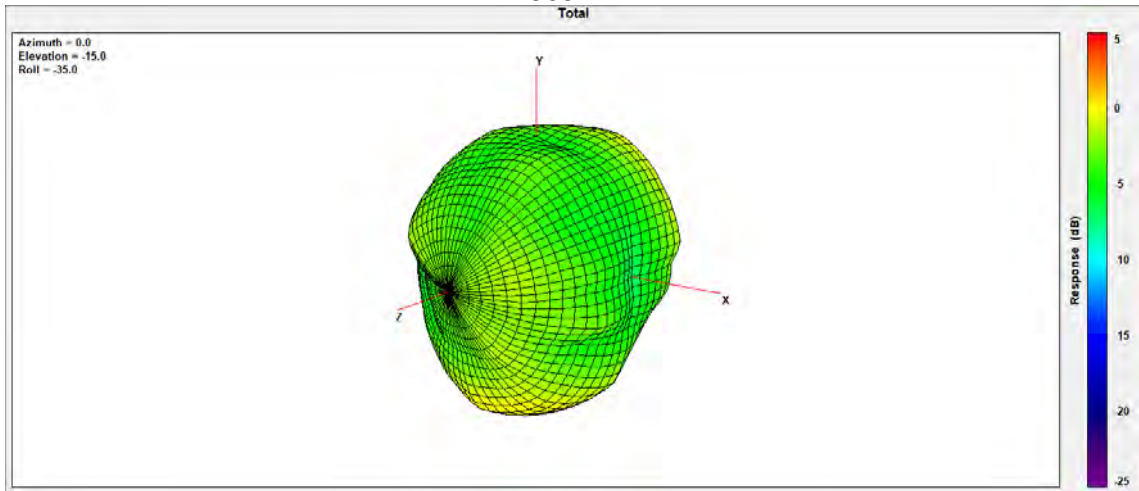 Total
Azimuth = 0.0
Elevation = -15.0
Roll = -35.0
Y
X
Z
5
0
-5
10
15
-20
-25
Response (dB)